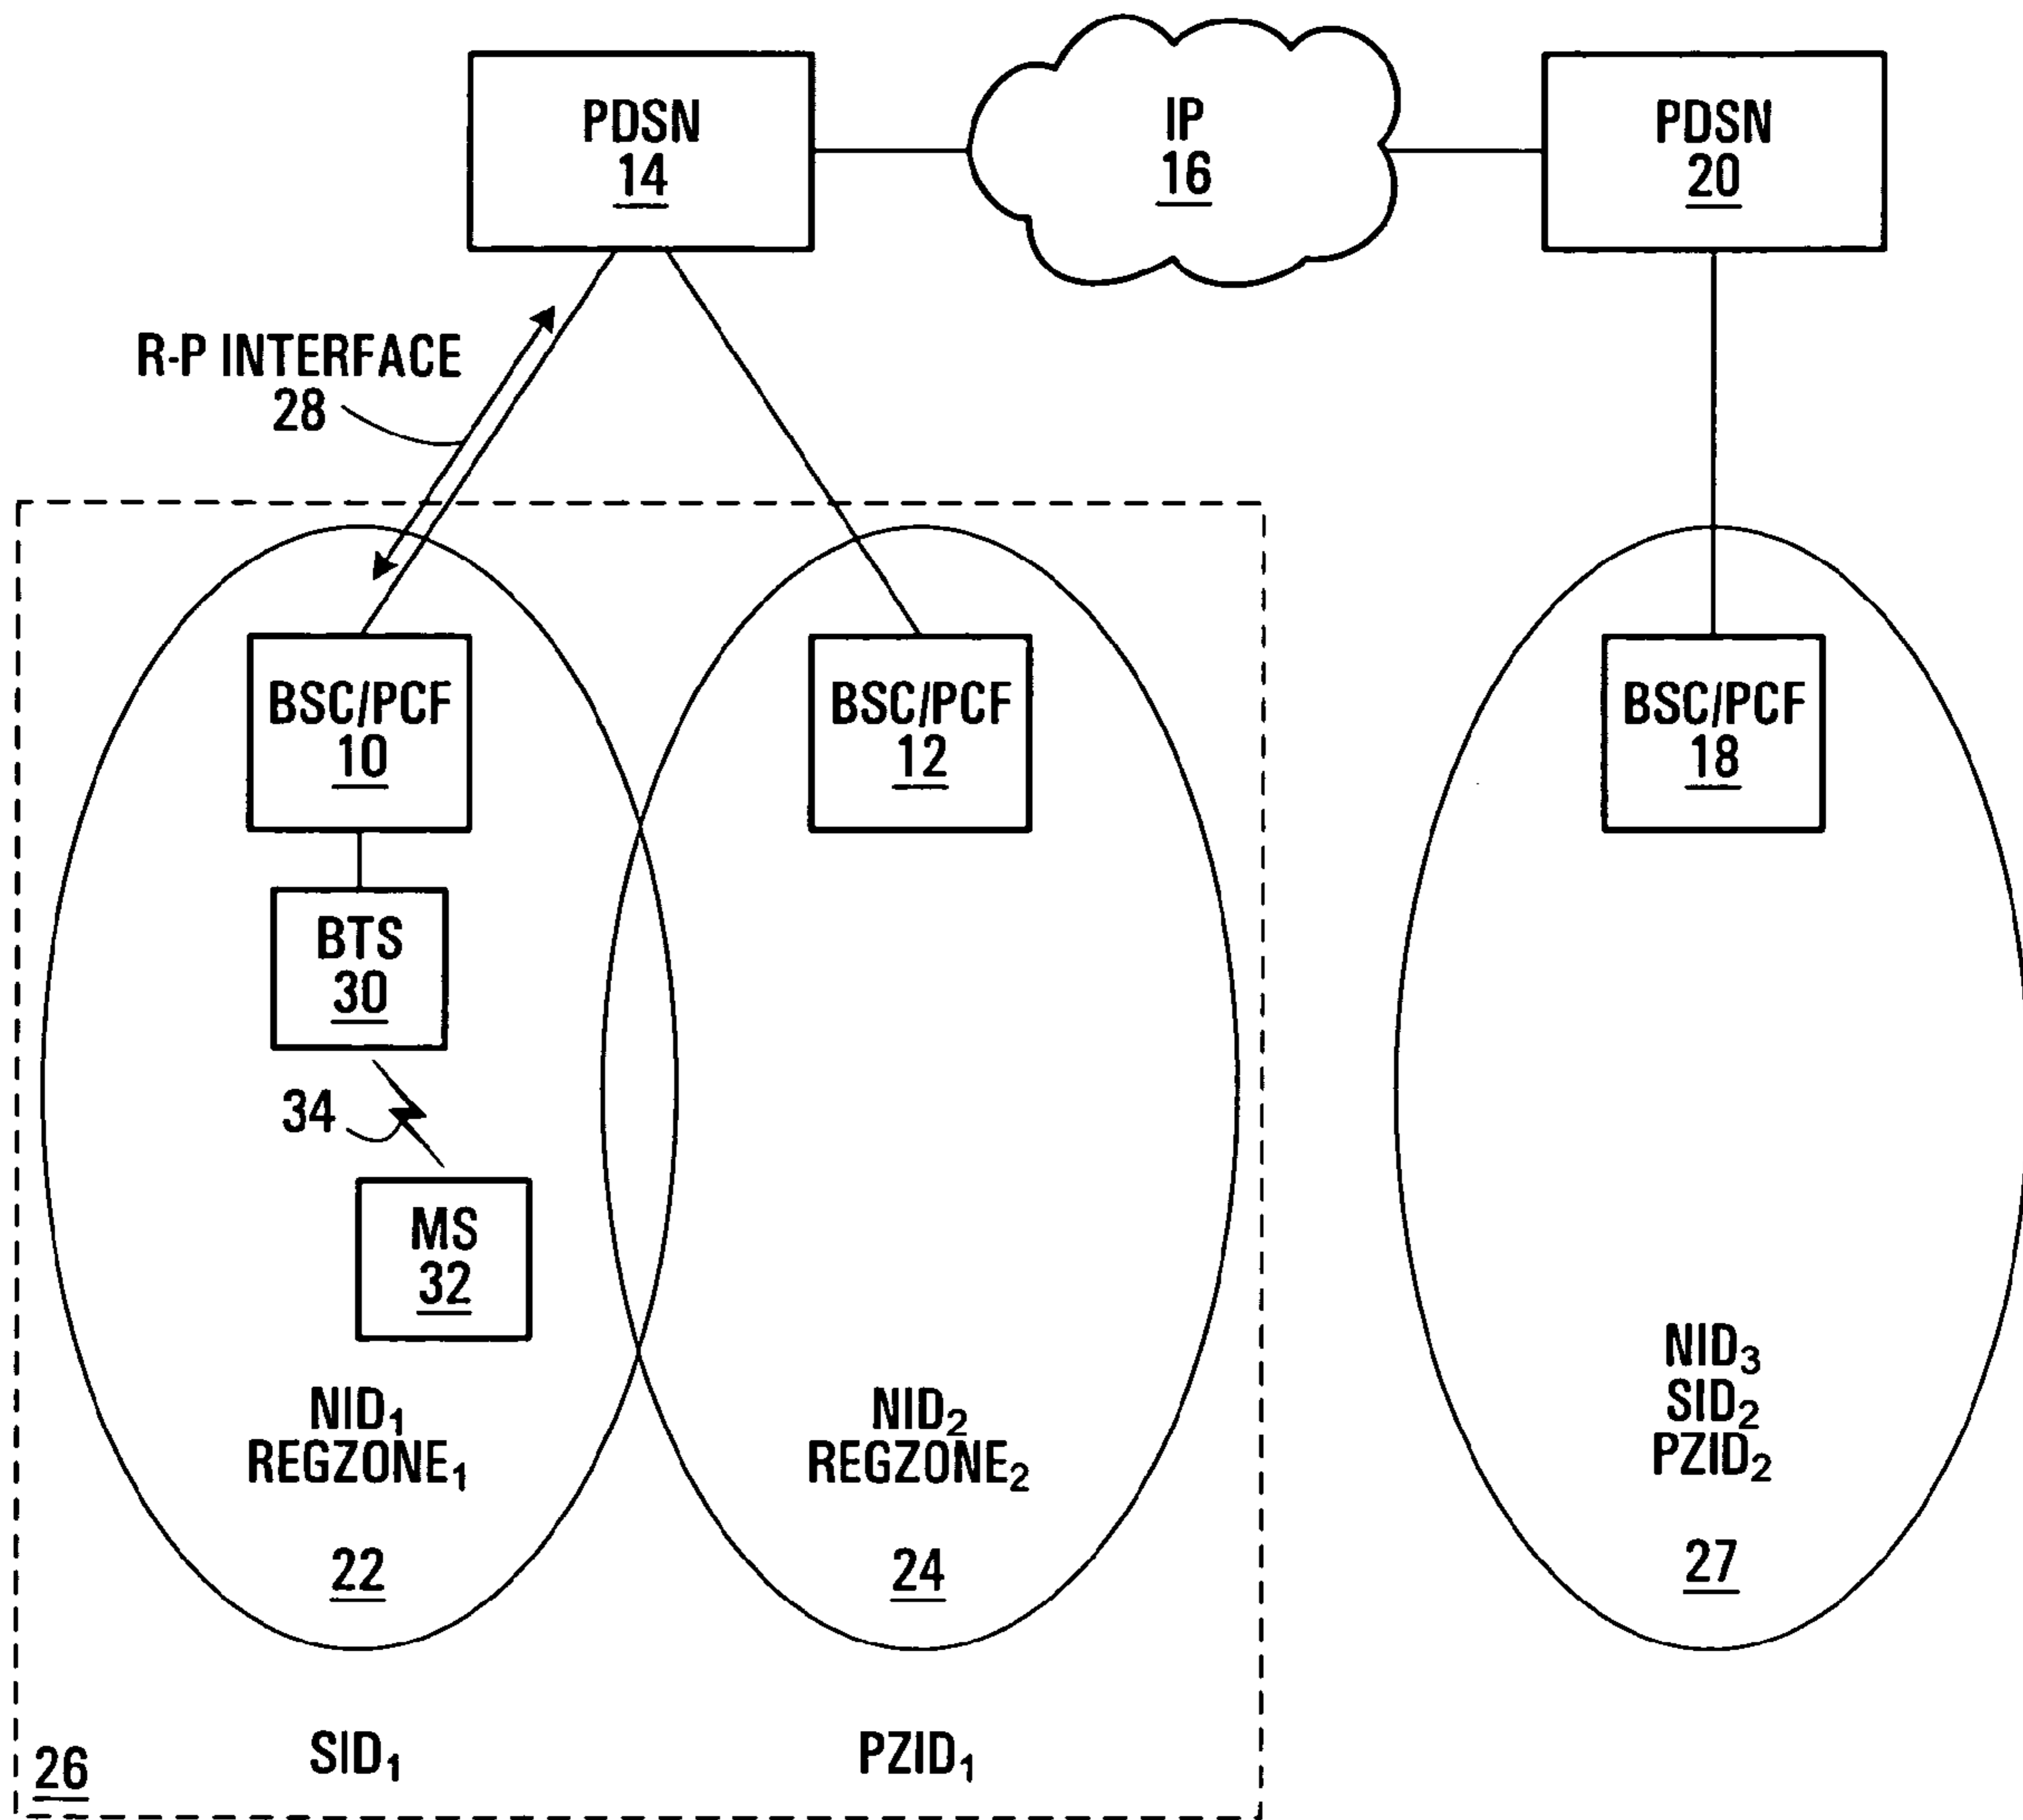 PDSN
14
IP
16
PDSN
20
R-P INTERFACE
28
BSC/PCF
10
BSC/PCF
12
BSC/PCF
18
BTS
30
34
MS
32
NID₁
REGZONE₁
22
NID₂
REGZONE₂
24
NID₃
SID₂
PZID₂
27
26
SID₁
PZID₁